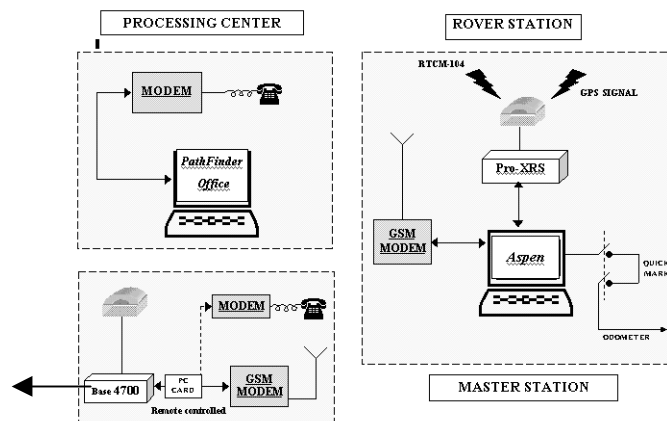 PROCESSING CENTER
MODEM
PathFinder
Office
ROVER STATION
RTCM-104
GPS SIGNAL
Pro-XRS
GSM
MODEM
Aspen
QUICK
MARK
ODOMETER
MODEM
Base 4700
PC
CARD
GSM
MODEM
Remote controlled
MASTER STATION